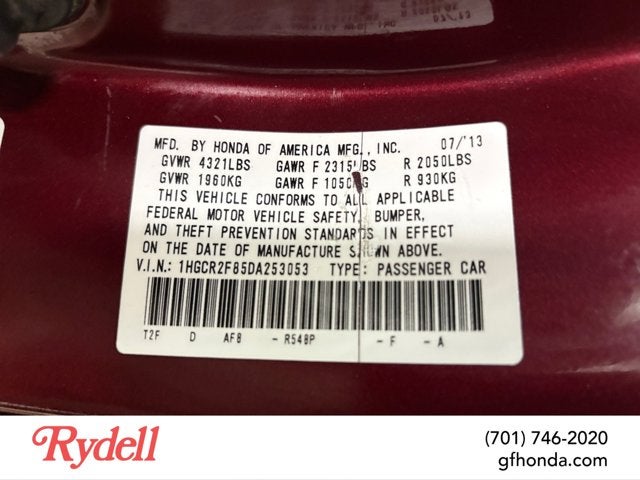 MFD. BY HONDA OF AMERICA MFG., INC. 07/'13
GVWR 4321LBS GAWR F 2315LBS R 2050LBS
GVWR 1960KG GAWR F 1050KG R 930KG
THIS VEHICLE CONFORMS TO ALL APPLICABLE
FEDERAL MOTOR VEHICLE SAFETY, BUMPER,
AND THEFT PREVENTION STANDARDS IN EFFECT
ON THE DATE OF MANUFACTURE SHOWN ABOVE.
V.I.N.: 1HGCR2F85DA253053 TYPE: PASSENGER CAR
T2F D AF8 - R548P - F - A
Rydell
(701) 746-2020
gfhonda.com